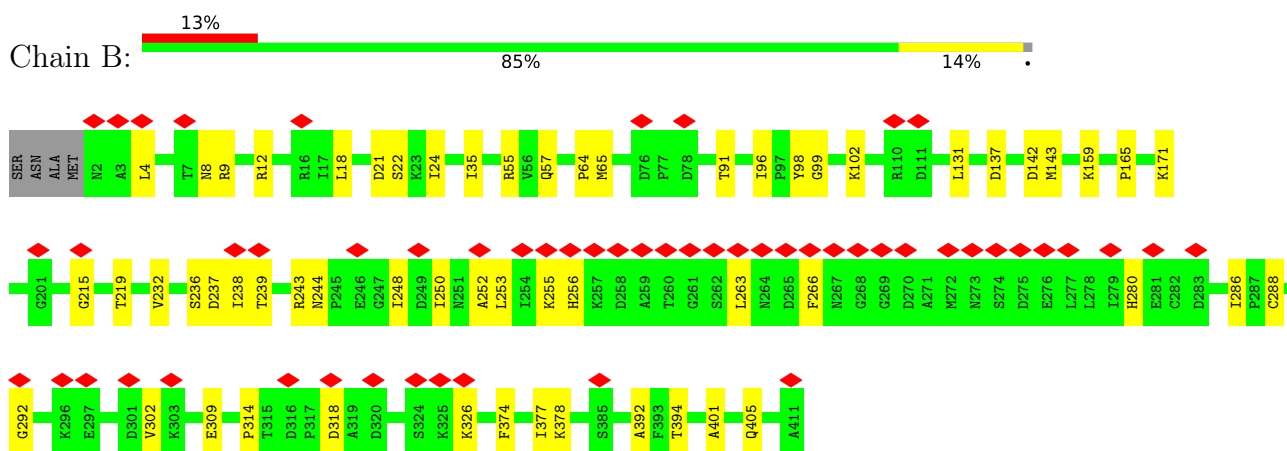 13%
Chain B:
85% 14% •
SER ASN ALA MET N2 A3 L4 T7 N8 R9 R12 R16 I17 L18 D21 S22 K23 I24 I35 R55 V56 Q57 P64 M65 D76 P77 D78 T91 I96 P97 Y98 G99 K102 R110 D111 L131 D137 D142 M143 K159 P165 K171
G201 G215 T219 V232 S236 D237 I238 T239 R243 N244 P245 E246 G247 I248 D249 I250 N251 A252 L253 I254 K255 H256 K257 D258 A259 T260 G261 S262 L263 N264 D265 F266 N267 G268 G269 D270 A271 M272 N273 S274 D275 E276 L277 L278 I279 H280 E281 C282 D283 I286 P287 C288
G292 K296 E297 D301 V302 K303 E309 P314 T315 D316 P317 D318 A319 D320 S324 K325 K326 F374 I377 K378 S385 A392 F393 T394 A401 Q405 A411